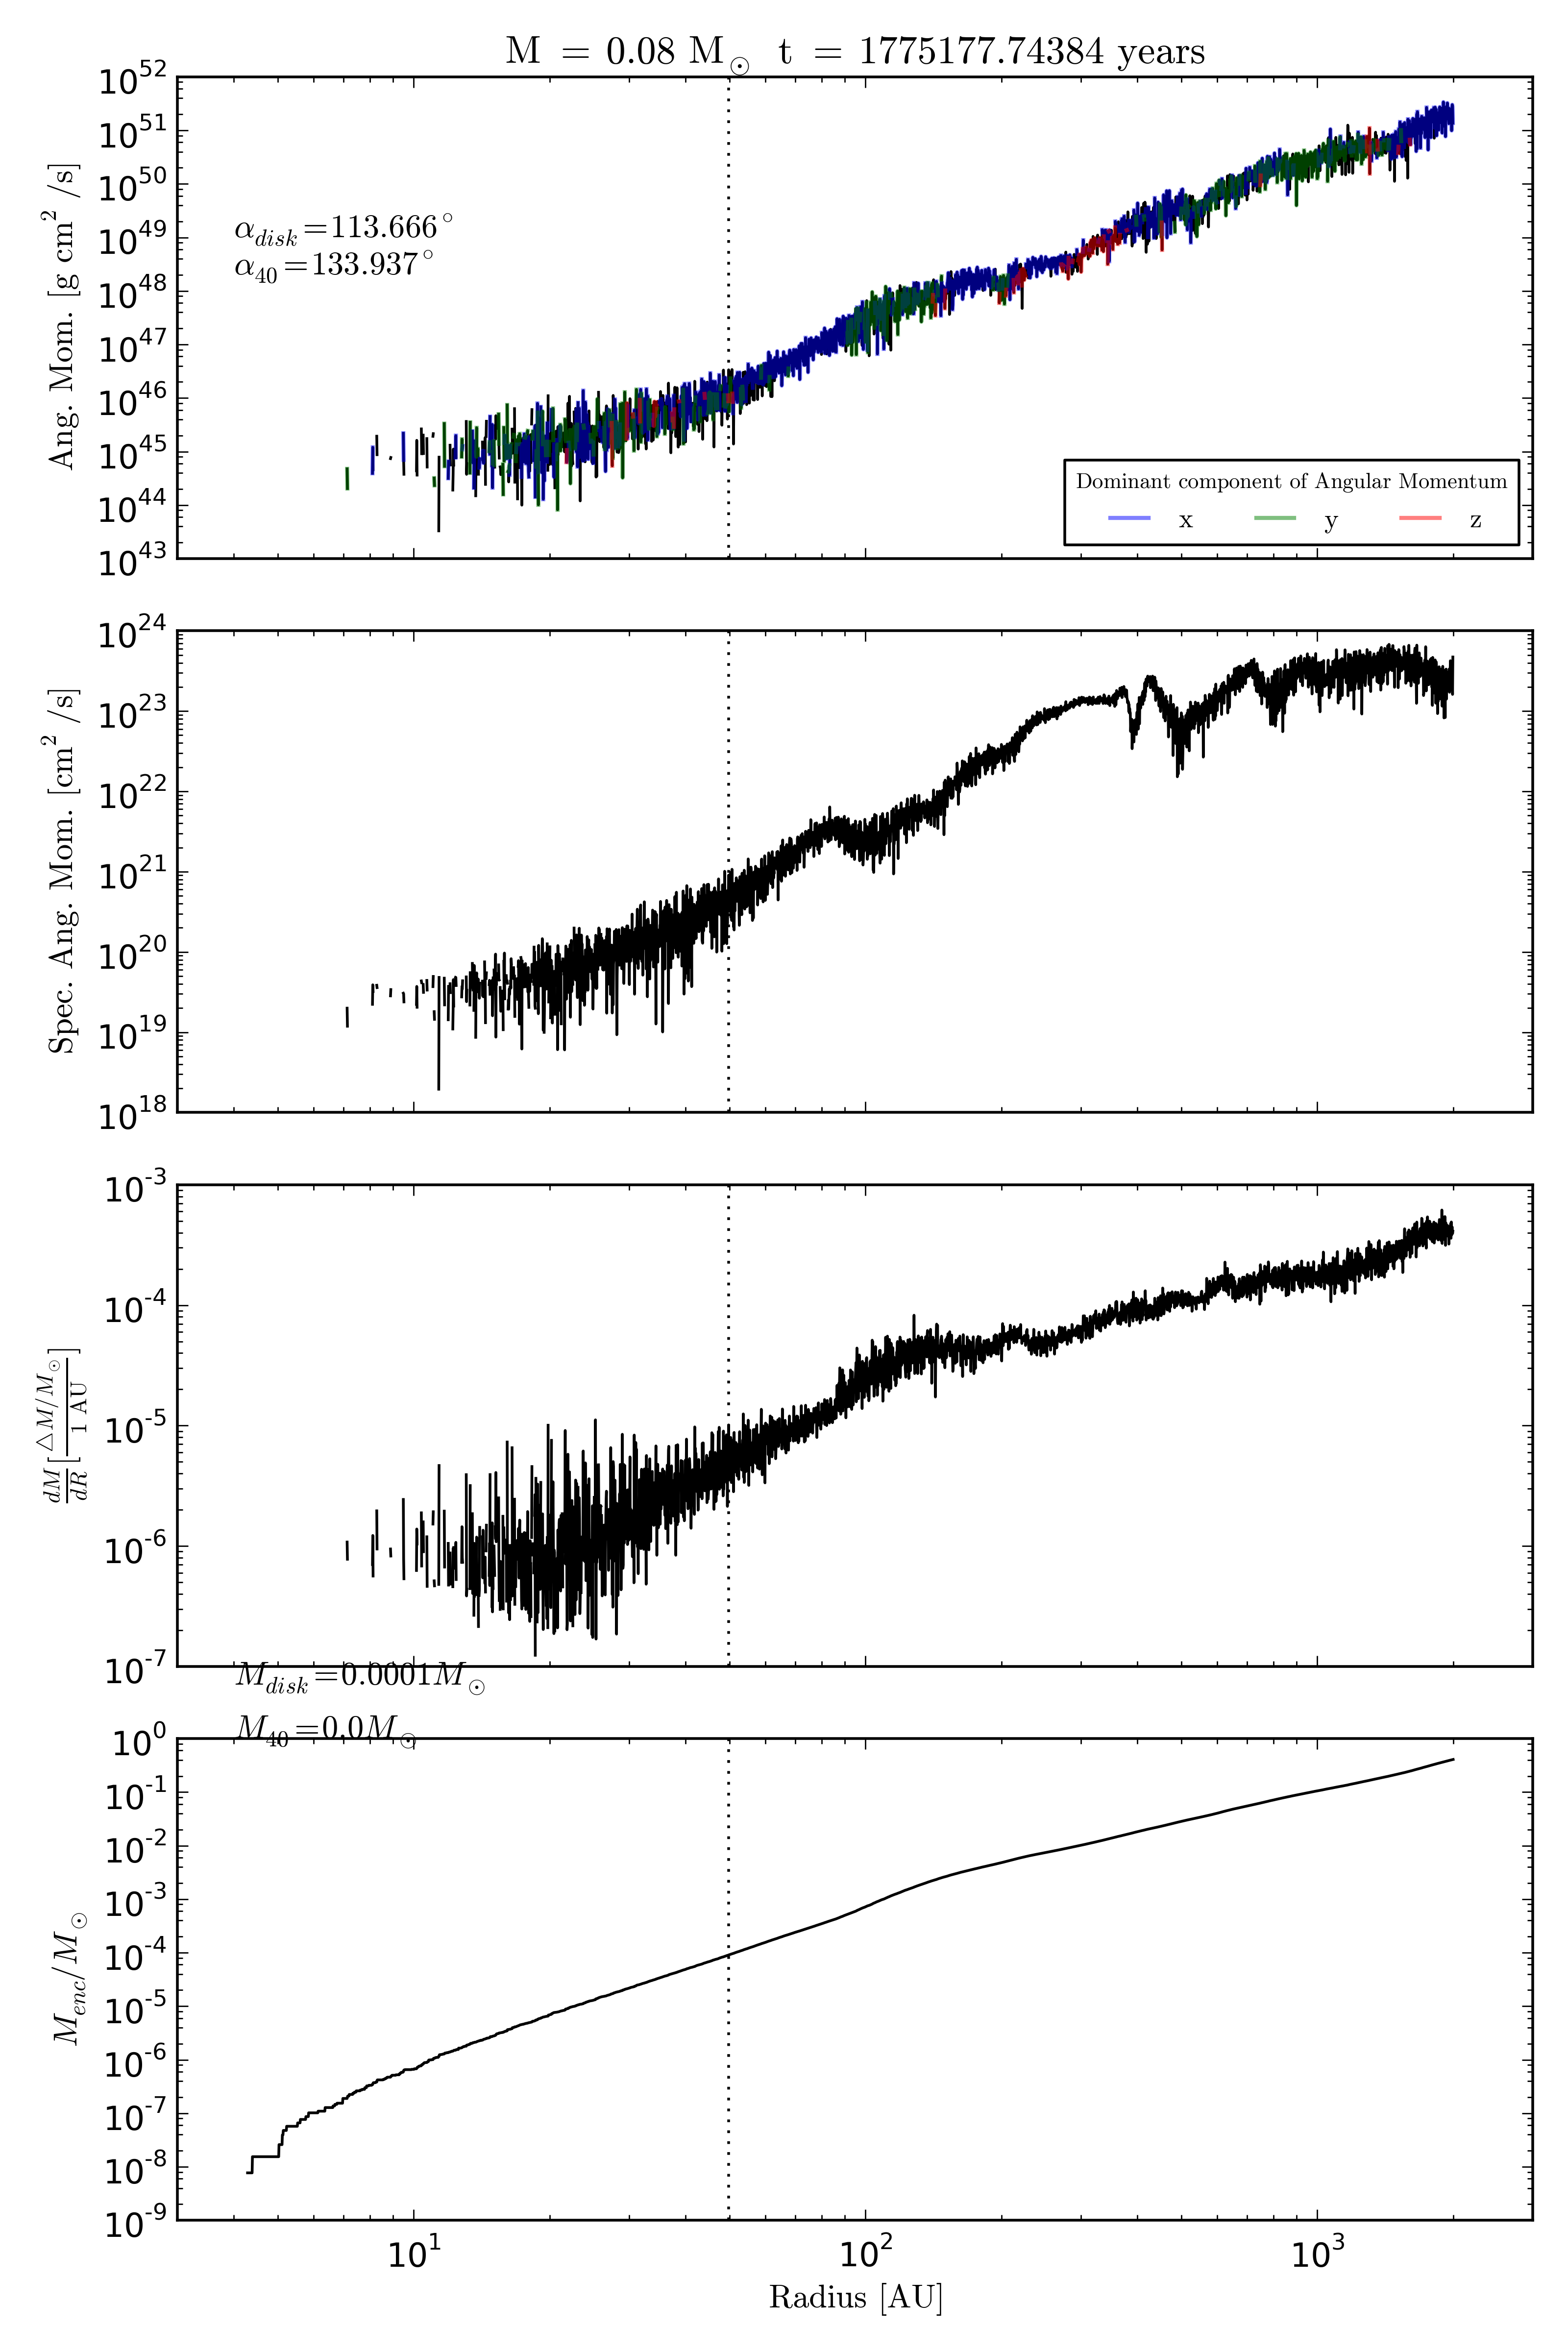 M = 0.08 M⊙ t = 1775177.74384 years
10^52
10^51
10^50
10^49
10^48
10^47
10^46
10^45
10^44
10^43
Ang. Mom. [g cm^2 /s]
α_disk=113.666°
α_40=133.937°
Dominant component of Angular Momentum
x y z
10^24
10^23
10^22
10^21
10^20
10^19
10^18
Spec. Ang. Mom. [cm^2 /s]
10^-3
10^-4
10^-5
10^-6
10^-7
dM/dR [△M/M⊙ / 1 AU]
M_disk=0.0001M⊙
M_40=0.0M⊙
10^0
10^-1
10^-2
10^-3
10^-4
10^-5
10^-6
10^-7
10^-8
10^-9
M_enc/M⊙
10^1 10^2 10^3
Radius [AU]